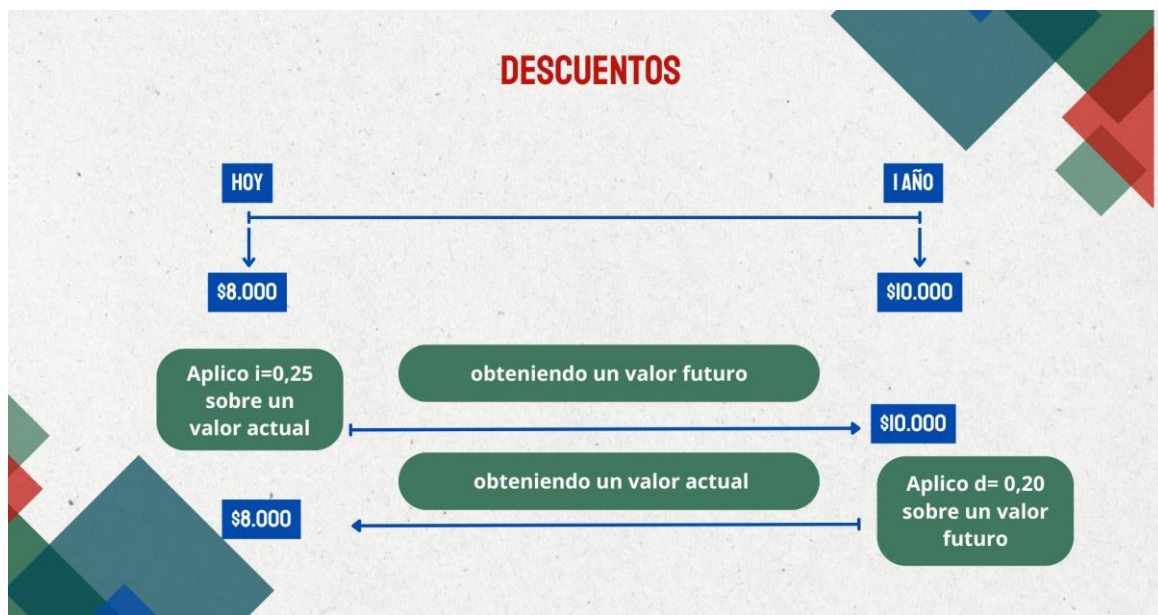 DESCUENTOS
HOY
1 AÑO
$8.000
$10.000
Aplico i=0,25
sobre un
valor actual
obteniendo un valor futuro
$10.000
obteniendo un valor actual
$8.000
Aplico d= 0,20
sobre un valor
futuro